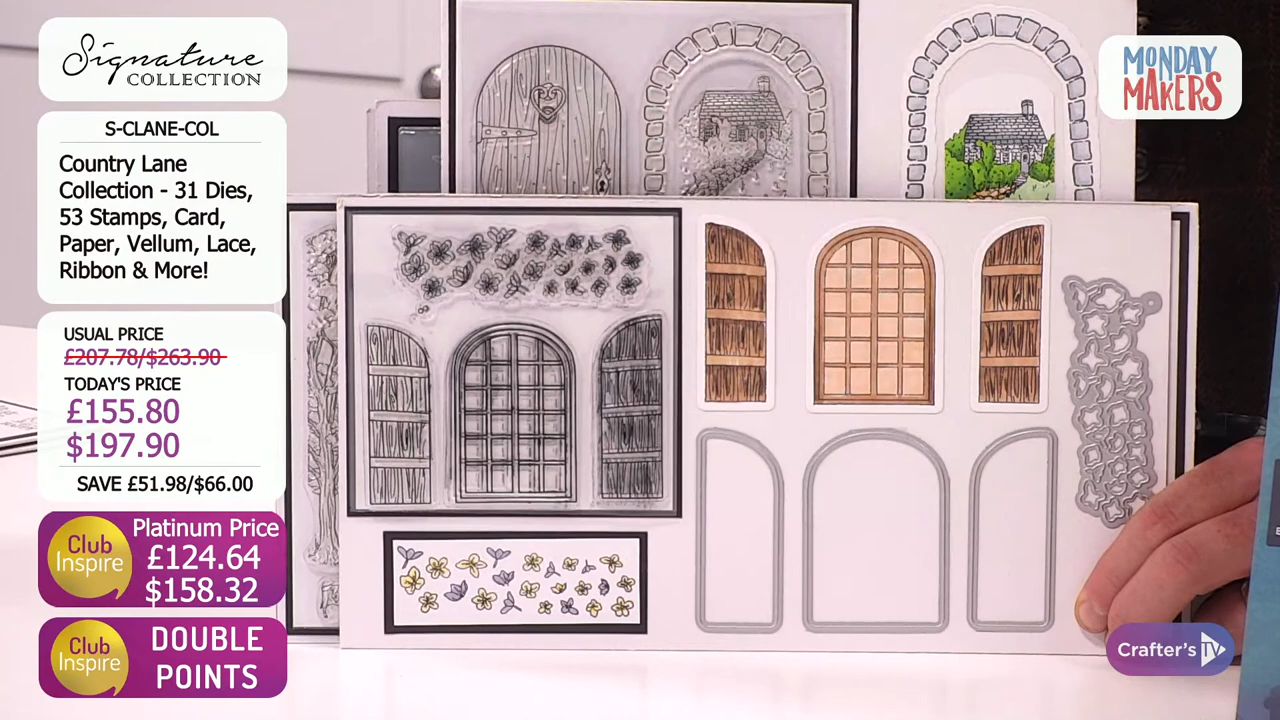 Signature
COLLECTION
S-CLANE-COL
Country Lane
Collection - 31 Dies,
53 Stamps, Card,
Paper, Vellum, Lace,
Ribbon & More!
USUAL PRICE
£207.78/$263.90
TODAY'S PRICE
£155.80
$197.90
SAVE £51.98/$66.00
Club
Inspire
Platinum Price
£124.64
$158.32
Club
Inspire
DOUBLE
POINTS
MONDAY
MAKERS
Crafter's TV